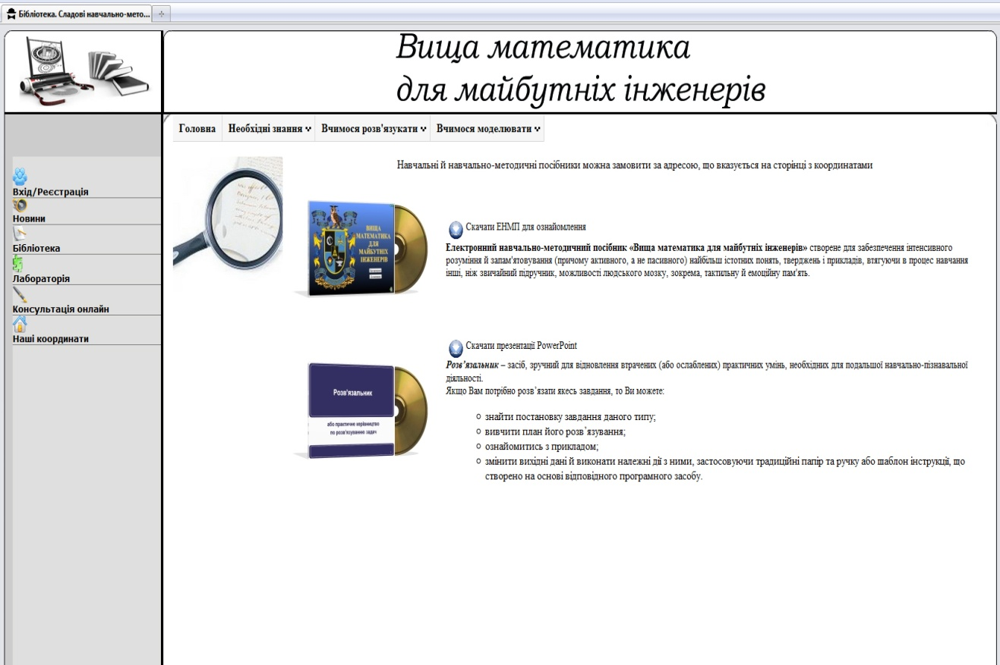 Бібліотека. Сладові навчально-мето...
Вища математика
для майбутніх інженерів
Головна Необхідні знання Вчимося розв'язукати Вчимося моделювати
Вхід/Реєстрація
Новини
Бібліотека
Лабораторія
Консультація онлайн
Наші координати
Навчальні й навчально-методичні посібники можна замовити за адресою, що вказується на сторінці з координатами
ВИЩА
МАТЕМАТИКА
ДЛЯ
МАЙБУТНІХ
ІНЖЕНЕРІВ
Скачати ЕНМП для ознайомлення
Електронний навчально-методичний посібник «Вища математика для майбутніх інженерів» створене для забезпечення інтенсивного
розуміння й запам'ятовування (причому активного, а не пасивного) найбільш істотних понять, тверджень і прикладів, втягуючи в процес навчання
інші, ніж звичайний підручник, можливості людського мозку, зокрема, тактильну й емоційну пам'ять.
Скачати презентації PowerPoint
Розв’язальник – засіб, зручний для відновлення втрачених (або ослаблених) практичних умінь, необхідних для подальшої навчально-пізнавальної
діяльності.
Якщо Вам потрібно розв’язати якесь завдання, то Ви можете:
Розв'язальник
або практичне керівництво
по розв'язуванню задач
знайти постановку завдання даного типу;
вивчити план його розв’язування;
ознайомитись з прикладом;
змінити вихідні дані й виконати належні дії з ними, застосовуючи традиційні папір та ручку або шаблон інструкції, що
створено на основі відповідного програмного засобу.